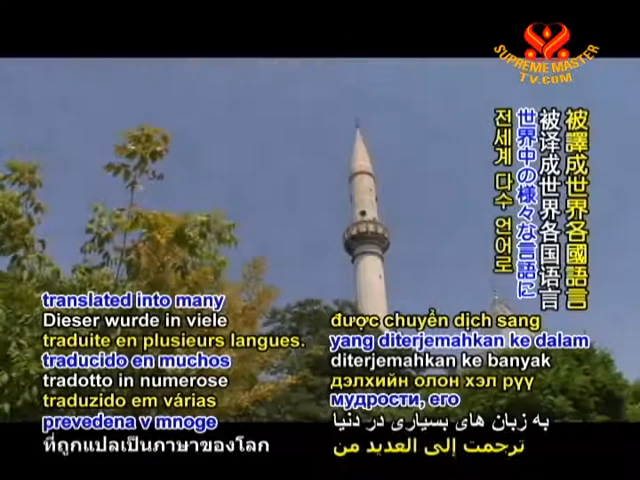 SUPREME MASTER
TV.COM
被譯成世界各國語言
被译成世界各国语言
世界中の様々な言語に
전세계 다수 언어로
translated into many
Dieser wurde in viele
traduite en plusieurs langues.
traducido en muchos
tradotto in numerose
traduzido em várias
prevedena v mnoge
ที่ถูกแปลเป็นภาษาของโลก
được chuyển dịch sang
yang diterjemahkan ke dalam
diterjemahkan ke banyak
дэлхийн олон хэл рүү
мудрости, его
به زبان های بسیاری در دنیا
ترجمت إلى العديد من